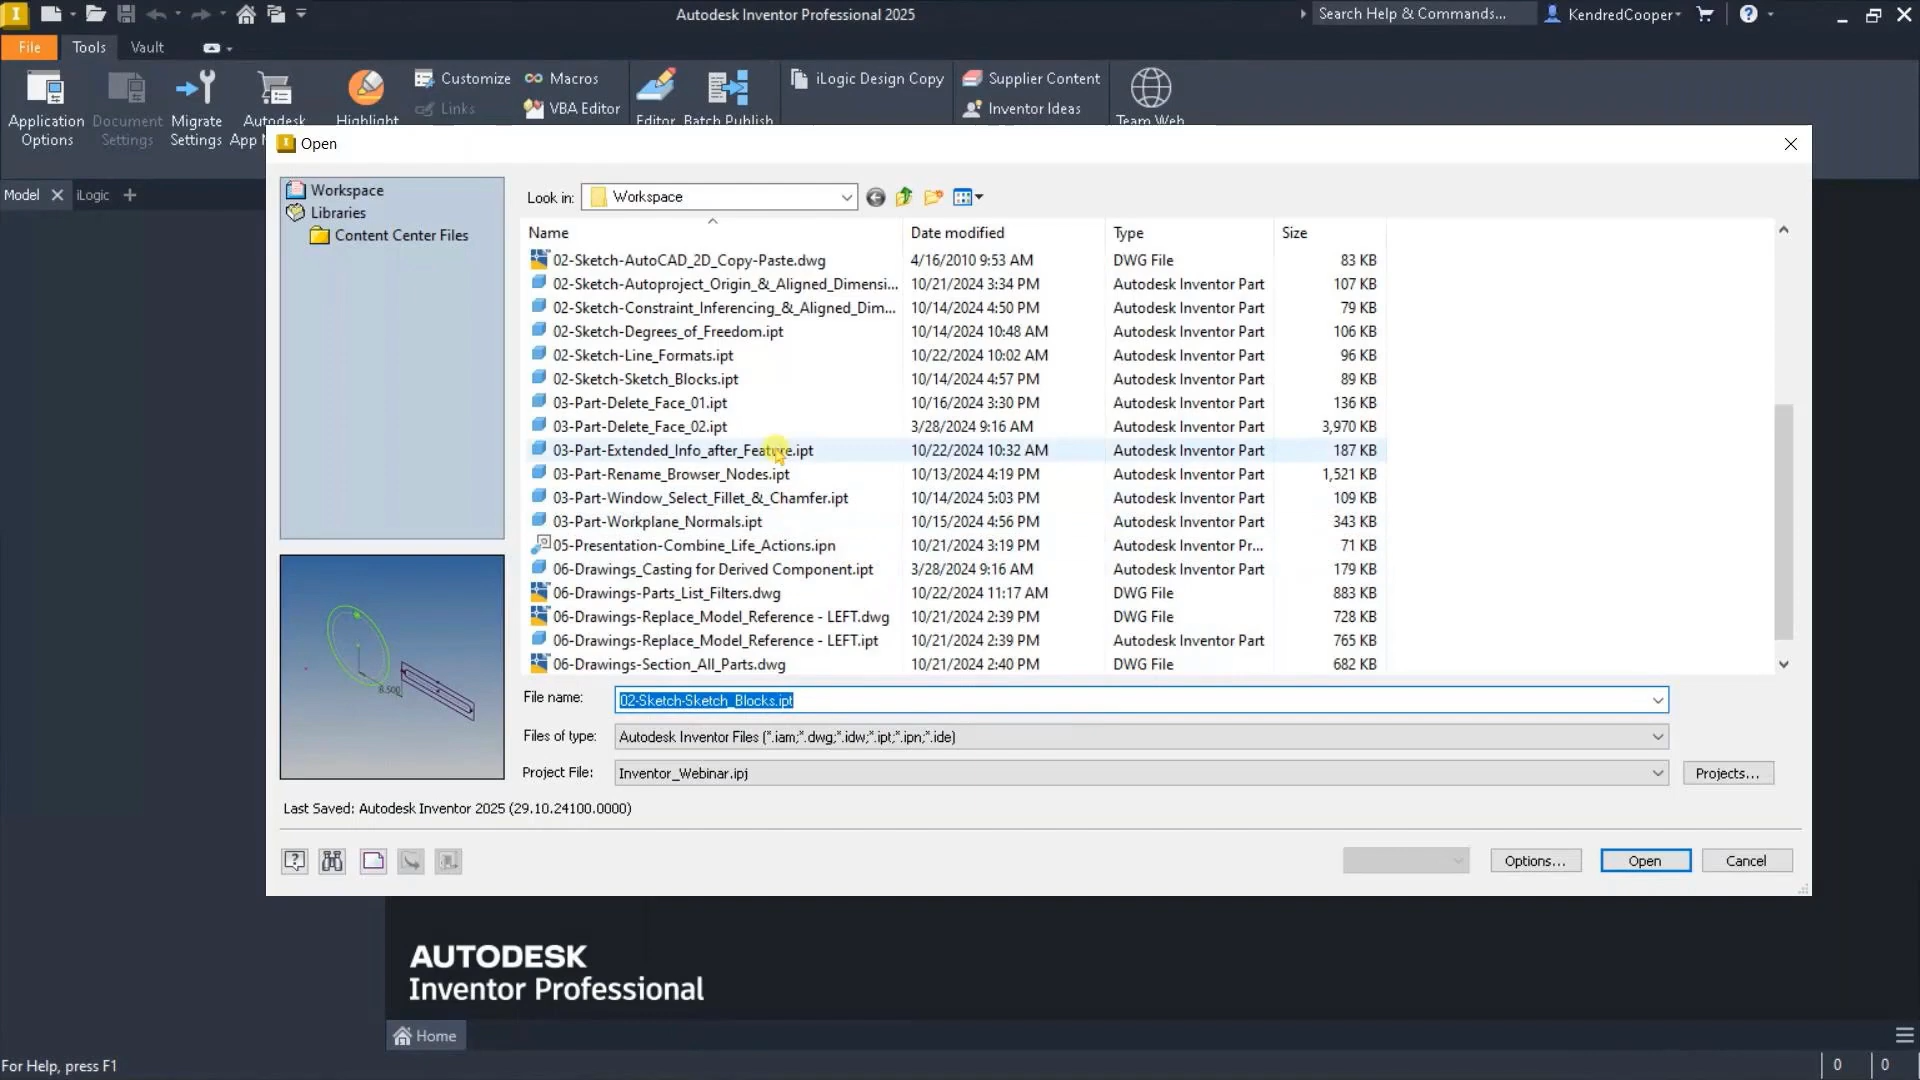 Autodesk Inventor Professional 2025
Search Help & Commands...
KendredCooper
File
Tools
Vault
Application Options
Document Settings
Migrate Settings
Autodesk
Highlight
Customize
Links
Macros
VBA Editor
Editor
Batch Publish
iLogic Design Copy
Supplier Content
Inventor Ideas
Team Web
Model
iLogic
Open
Workspace
Libraries
Content Center Files
Look in:
Workspace
Name Date modified Type Size
02-Sketch-AutoCAD_2D_Copy-Paste.dwg 4/16/2010 9:53 AM DWG File 83 KB
02-Sketch-Autoproject_Origin_&_Aligned_Dimensi... 10/21/2024 3:34 PM Autodesk Inventor Part 107 KB
02-Sketch-Constraint_Inferencing_&_Aligned_Dim... 10/14/2024 4:50 PM Autodesk Inventor Part 79 KB
02-Sketch-Degrees_of_Freedom.ipt 10/14/2024 10:48 AM Autodesk Inventor Part 106 KB
02-Sketch-Line_Formats.ipt 10/22/2024 10:02 AM Autodesk Inventor Part 96 KB
02-Sketch-Sketch_Blocks.ipt 10/14/2024 4:57 PM Autodesk Inventor Part 89 KB
03-Part-Delete_Face_01.ipt 10/16/2024 3:30 PM Autodesk Inventor Part 136 KB
03-Part-Delete_Face_02.ipt 3/28/2024 9:16 AM Autodesk Inventor Part 3,970 KB
03-Part-Extended_Info_after_Feature.ipt 10/22/2024 10:32 AM Autodesk Inventor Part 187 KB
03-Part-Rename_Browser_Nodes.ipt 10/13/2024 4:19 PM Autodesk Inventor Part 1,521 KB
03-Part-Window_Select_Fillet_&_Chamfer.ipt 10/14/2024 5:03 PM Autodesk Inventor Part 109 KB
03-Part-Workplane_Normals.ipt 10/15/2024 4:56 PM Autodesk Inventor Part 343 KB
05-Presentation-Combine_Life_Actions.ipn 10/21/2024 3:19 PM Autodesk Inventor Pr... 71 KB
06-Drawings_Casting for Derived Component.ipt 3/28/2024 9:16 AM Autodesk Inventor Part 179 KB
06-Drawings-Parts_List_Filters.dwg 10/22/2024 11:17 AM DWG File 883 KB
06-Drawings-Replace_Model_Reference - LEFT.dwg 10/21/2024 2:39 PM DWG File 728 KB
06-Drawings-Replace_Model_Reference - LEFT.ipt 10/21/2024 2:39 PM Autodesk Inventor Part 765 KB
06-Drawings-Section_All_Parts.dwg 10/21/2024 2:40 PM DWG File 682 KB
8.500
File name: 02-Sketch-Sketch_Blocks.ipt
Files of type: Autodesk Inventor Files (*.iam;*.dwg;*.idw;*.ipt;*.ipn;*.ide)
Project File: Inventor_Webinar.ipj
Projects...
Last Saved: Autodesk Inventor 2025 (29.10.24100.0000)
Options...
Open
Cancel
AUTODESK
Inventor Professional
Home
For Help, press F1
0
0